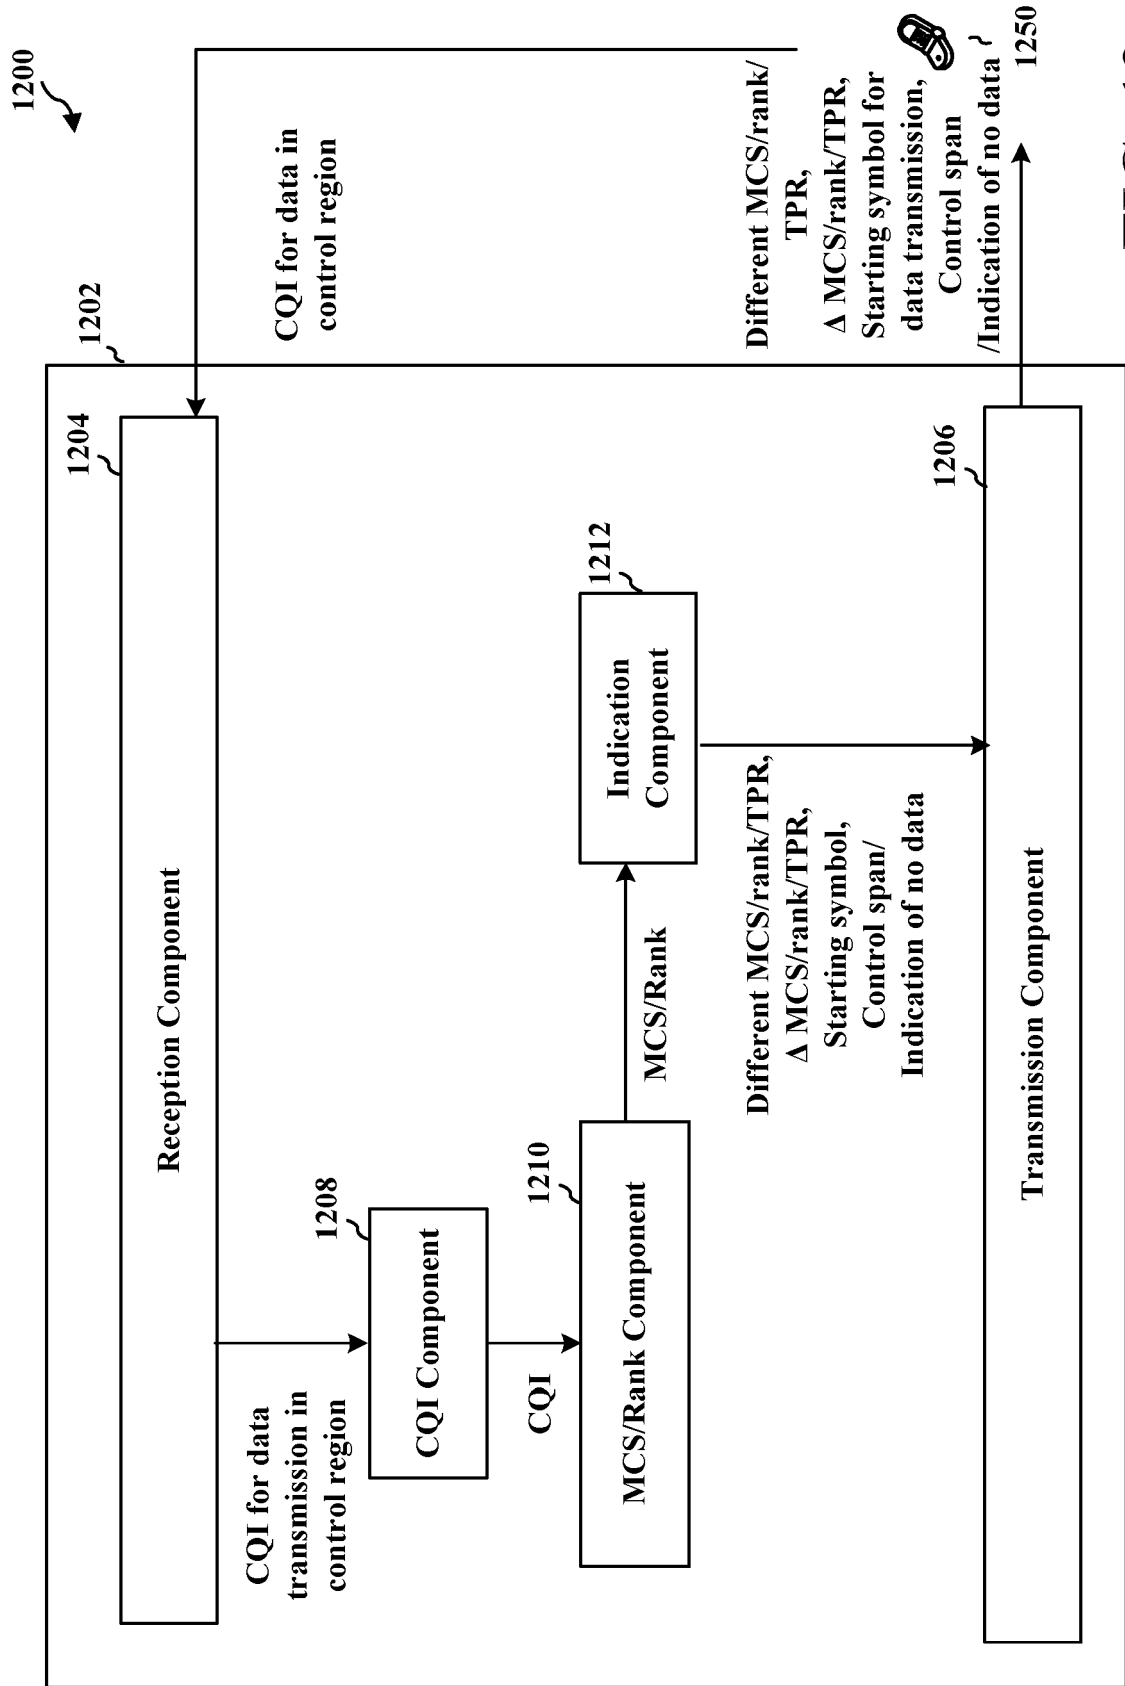 1200
1202
1204
Reception Component
CQI for data in
control region
CQI for data
transmission in
control region
1208
CQI Component
CQI
1210
MCS/Rank Component
MCS/Rank
1212
Indication
Component
Different MCS/rank/TPR,
Δ MCS/rank/TPR,
Starting symbol,
Control span/
Indication of no data
Different MCS/rank/
TPR,
Δ MCS/rank/TPR,
Starting symbol for
data transmission,
Control span
/Indication of no data
1250
1206
Transmission Component